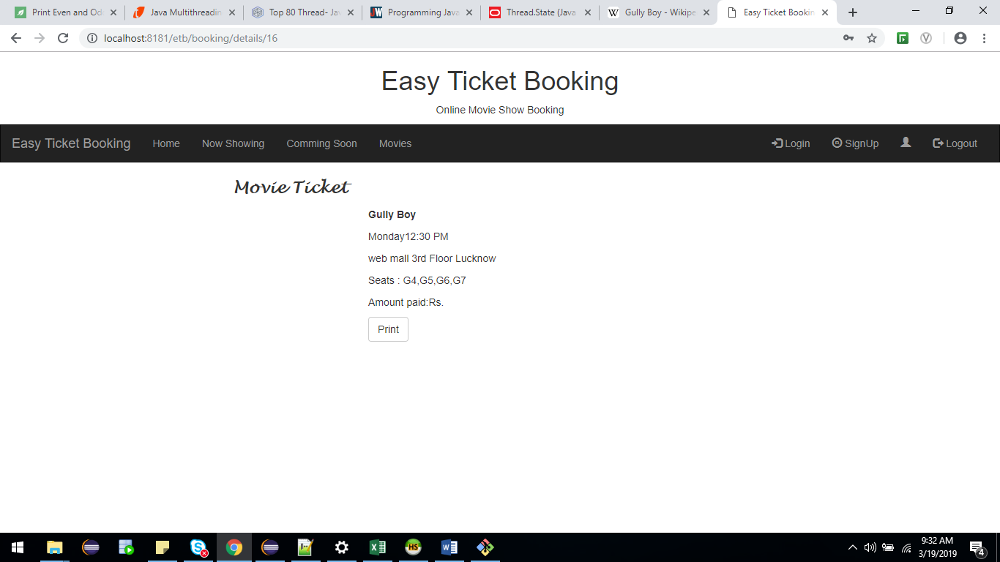 Print Even and Od
Java Multithreadin
Top 80 Thread- Jav
Programming Java
Thread.State (Java
Gully Boy - Wikipe
Easy Ticket Bookin
localhost:8181/etb/booking/details/16
Easy Ticket Booking
Online Movie Show Booking
Easy Ticket Booking Home Now Showing Comming Soon Movies Login SignUp Logout
Movie Ticket
Gully Boy
Monday12:30 PM
web mall 3rd Floor Lucknow
Seats : G4,G5,G6,G7
Amount paid:Rs.
Print
9:32 AM
3/19/2019
4